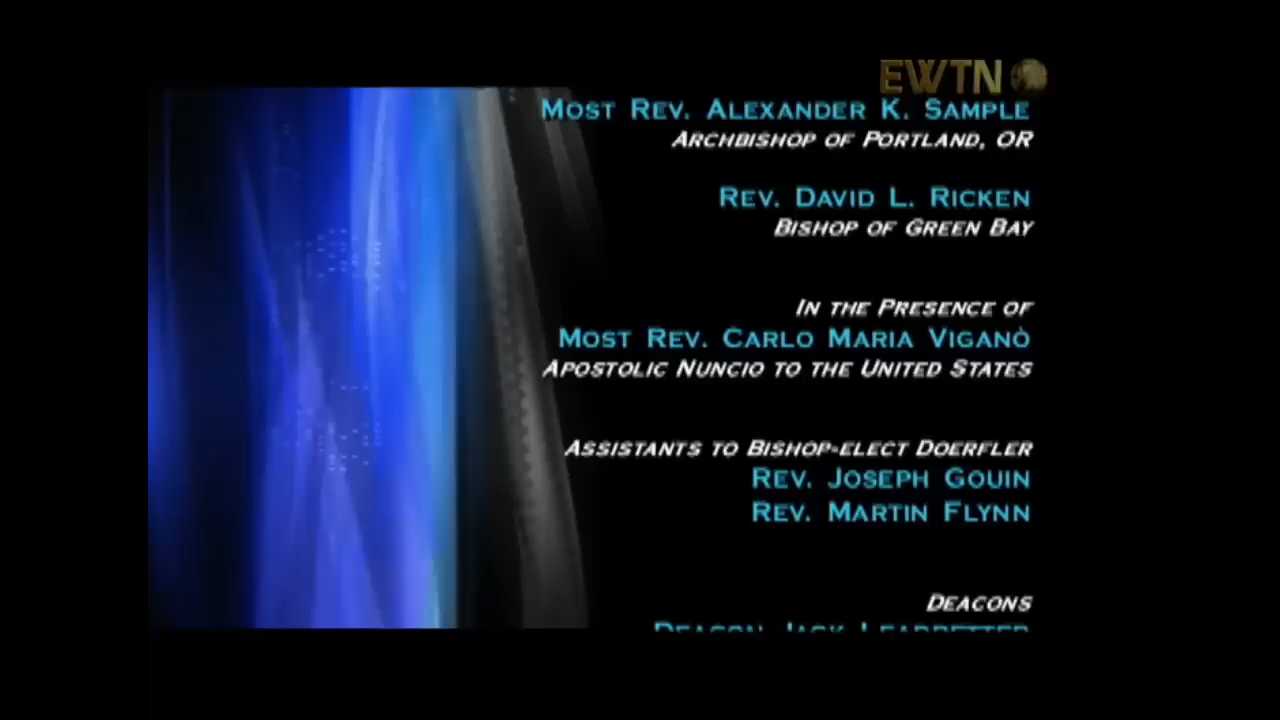 EWTN
MOST REV. ALEXANDER K. SAMPLE
ARCHBISHOP OF PORTLAND, OR
REV. DAVID L. RICKEN
BISHOP OF GREEN BAY
IN THE PRESENCE OF
MOST REV. CARLO MARIA VIGANÒ
APOSTOLIC NUNCIO TO THE UNITED STATES
ASSISTANTS TO BISHOP-ELECT DOERFLER
REV. JOSEPH GOUIN
REV. MARTIN FLYNN
DEACONS
DEACON JACK